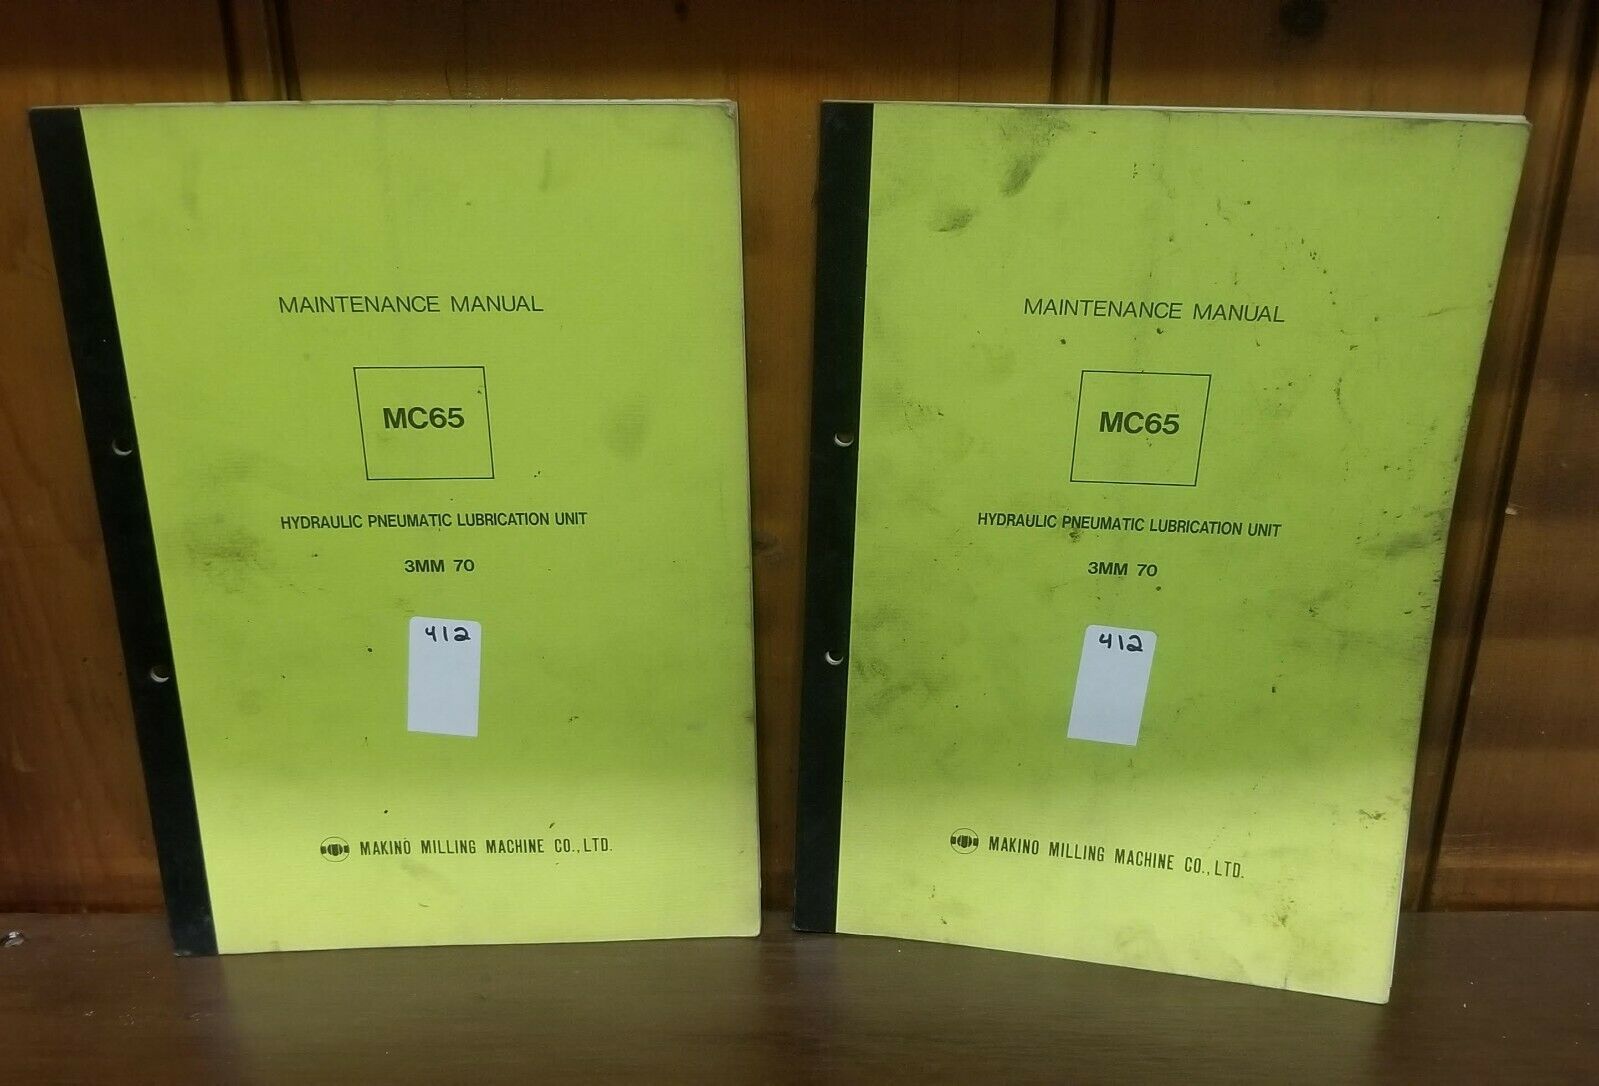 MAINTENANCE MANUAL
MC65
HYDRAULIC PNEUMATIC LUBRICATION UNIT
3MM 70
412
MAKINO MILLING MACHINE CO.,LTD.
MAINTENANCE MANUAL
MC65
HYDRAULIC PNEUMATIC LUBRICATION UNIT
3MM 70
412
MAKINO MILLING MACHINE CO.,LTD.